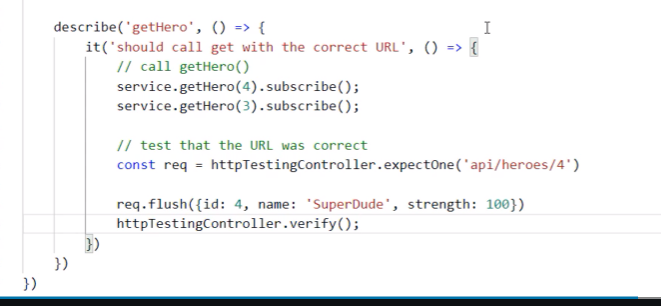 describe('getHero', () => {
it('should call get with the correct URL', () => {
// call getHero()
service.getHero(4).subscribe();
service.getHero(3).subscribe();
// test that the URL was correct
const req = httpTestingController.expectOne('api/heroes/4')
req.flush({id: 4, name: 'SuperDude', strength: 100})
httpTestingController.verify();
})
})
})